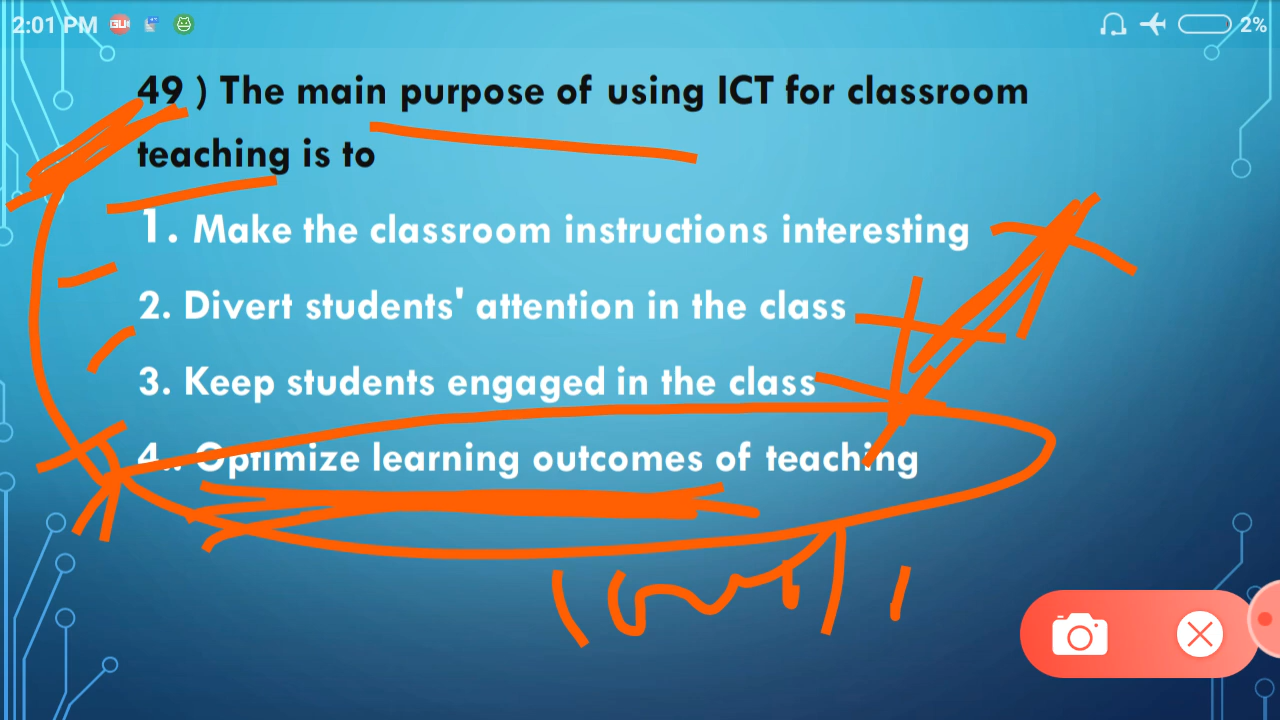 2:01 PM GU 2%
49 ) The main purpose of using ICT for classroom
teaching is to
1. Make the classroom instructions interesting
2. Divert students' attention in the class
3. Keep students engaged in the class
4.. Optimize learning outcomes of teaching